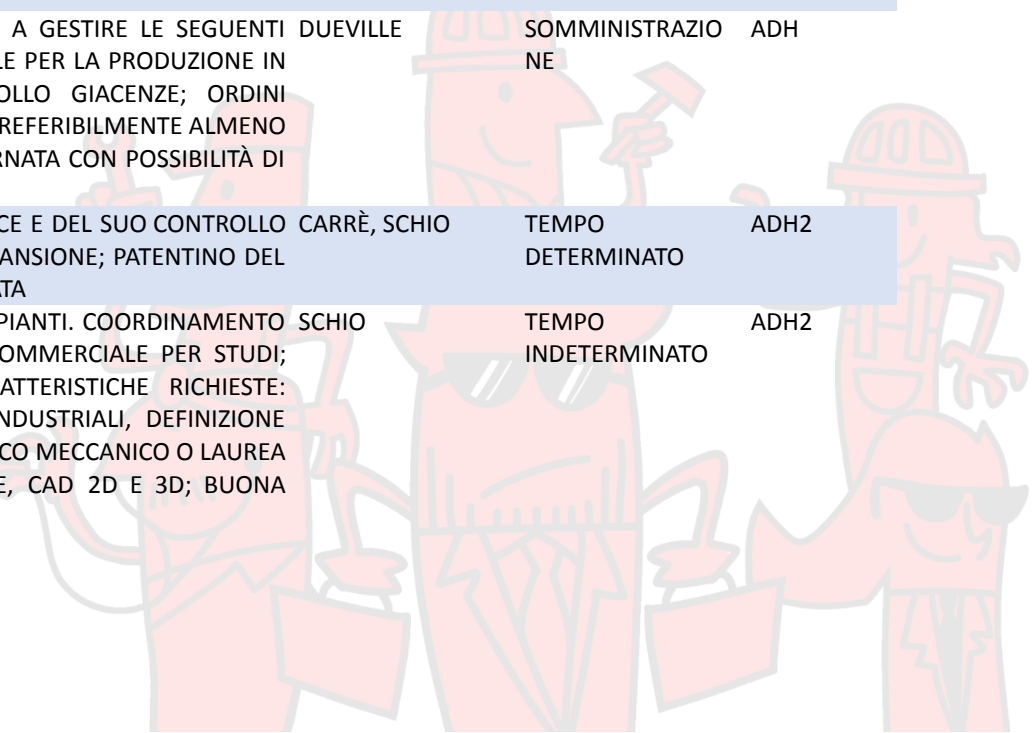 A GESTIRE LE SEGUENTI DUEVILLE SOMMINISTRAZIO ADH
LE PER LA PRODUZIONE IN NE
OLLO GIACENZE; ORDINI
REFERIBILMENTE ALMENO
RNATA CON POSSIBILITÀ DI
CE E DEL SUO CONTROLLO CARRÈ, SCHIO TEMPO ADH2
ANSIONE; PATENTINO DEL DETERMINATO
ATA
PIANTI. COORDINAMENTO SCHIO TEMPO ADH2
OMMERCIALE PER STUDI; INDETERMINATO
ATTERISTICHE RICHIESTE:
NDUSTRIALI, DEFINIZIONE
CO MECCANICO O LAUREA
E, CAD 2D E 3D; BUONA